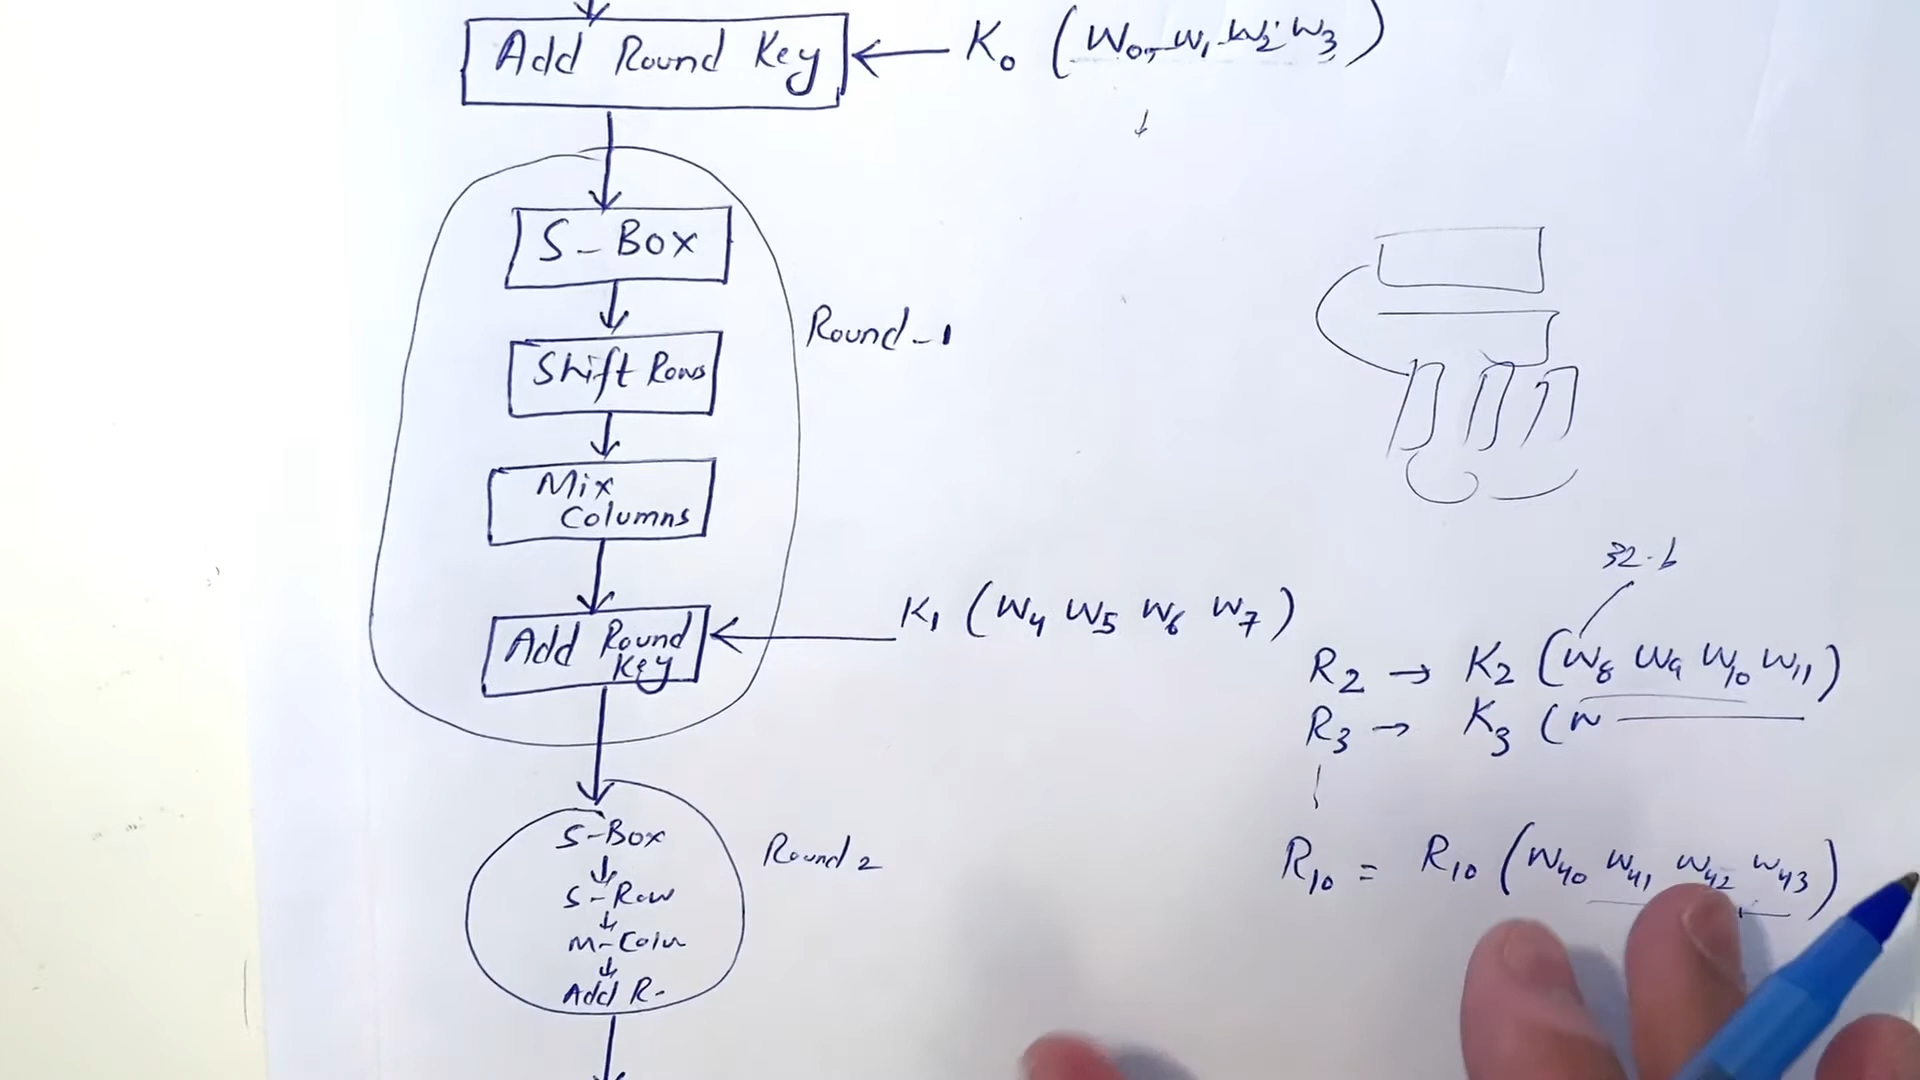 Add Round Key
K0 (W0, W1 W2 W3)
S-Box
Round-1
Shift Rows
Mix
Columns
32-b
K1 (W4 W5 W6 W7)
Add Round
Key
R2 → K2 (W8 W9 W10 W11)
R3 → K3 (
S-Box
Round 2
R10 = R10 (W40 W41 W42 W43)
S-Row
M-Colu
Add R-